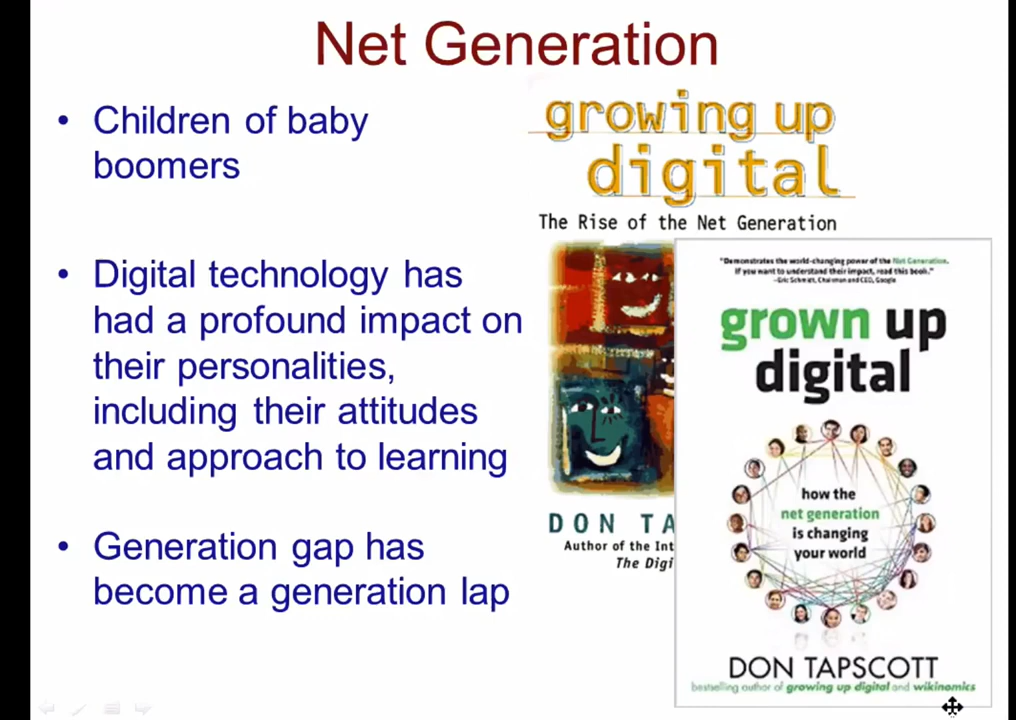 Net Generation
• Children of baby
boomers
• Digital technology has
had a profound impact on
their personalities,
including their attitudes
and approach to learning
• Generation gap has
become a generation lap
growing up
digital
The Rise of the Net Generation
DON TA
Author of the Int
The Digi
"Demonstrates the world-changing power of the Net Generation.
If you want to understand their impact, read this book."
–Eric Schmidt, Chairman and CEO, Google
grown up
digital
how the
net generation
is changing
your world
DON TAPSCOTT
bestselling author of growing up digital and wikinomics